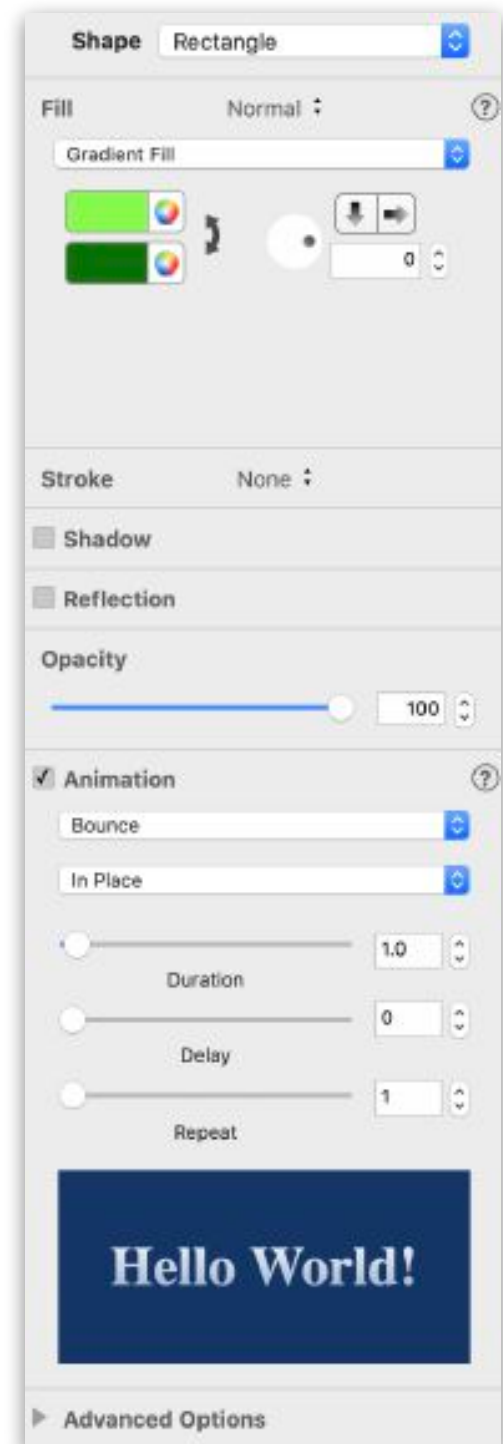 Shape Rectangle
Fill Normal ?
Gradient Fill
0
Stroke None
Shadow
Reflection
Opacity
100
Animation ?
Bounce
In Place
1.0
Duration
0
Delay
1
Repeat
Hello World!
Advanced Options